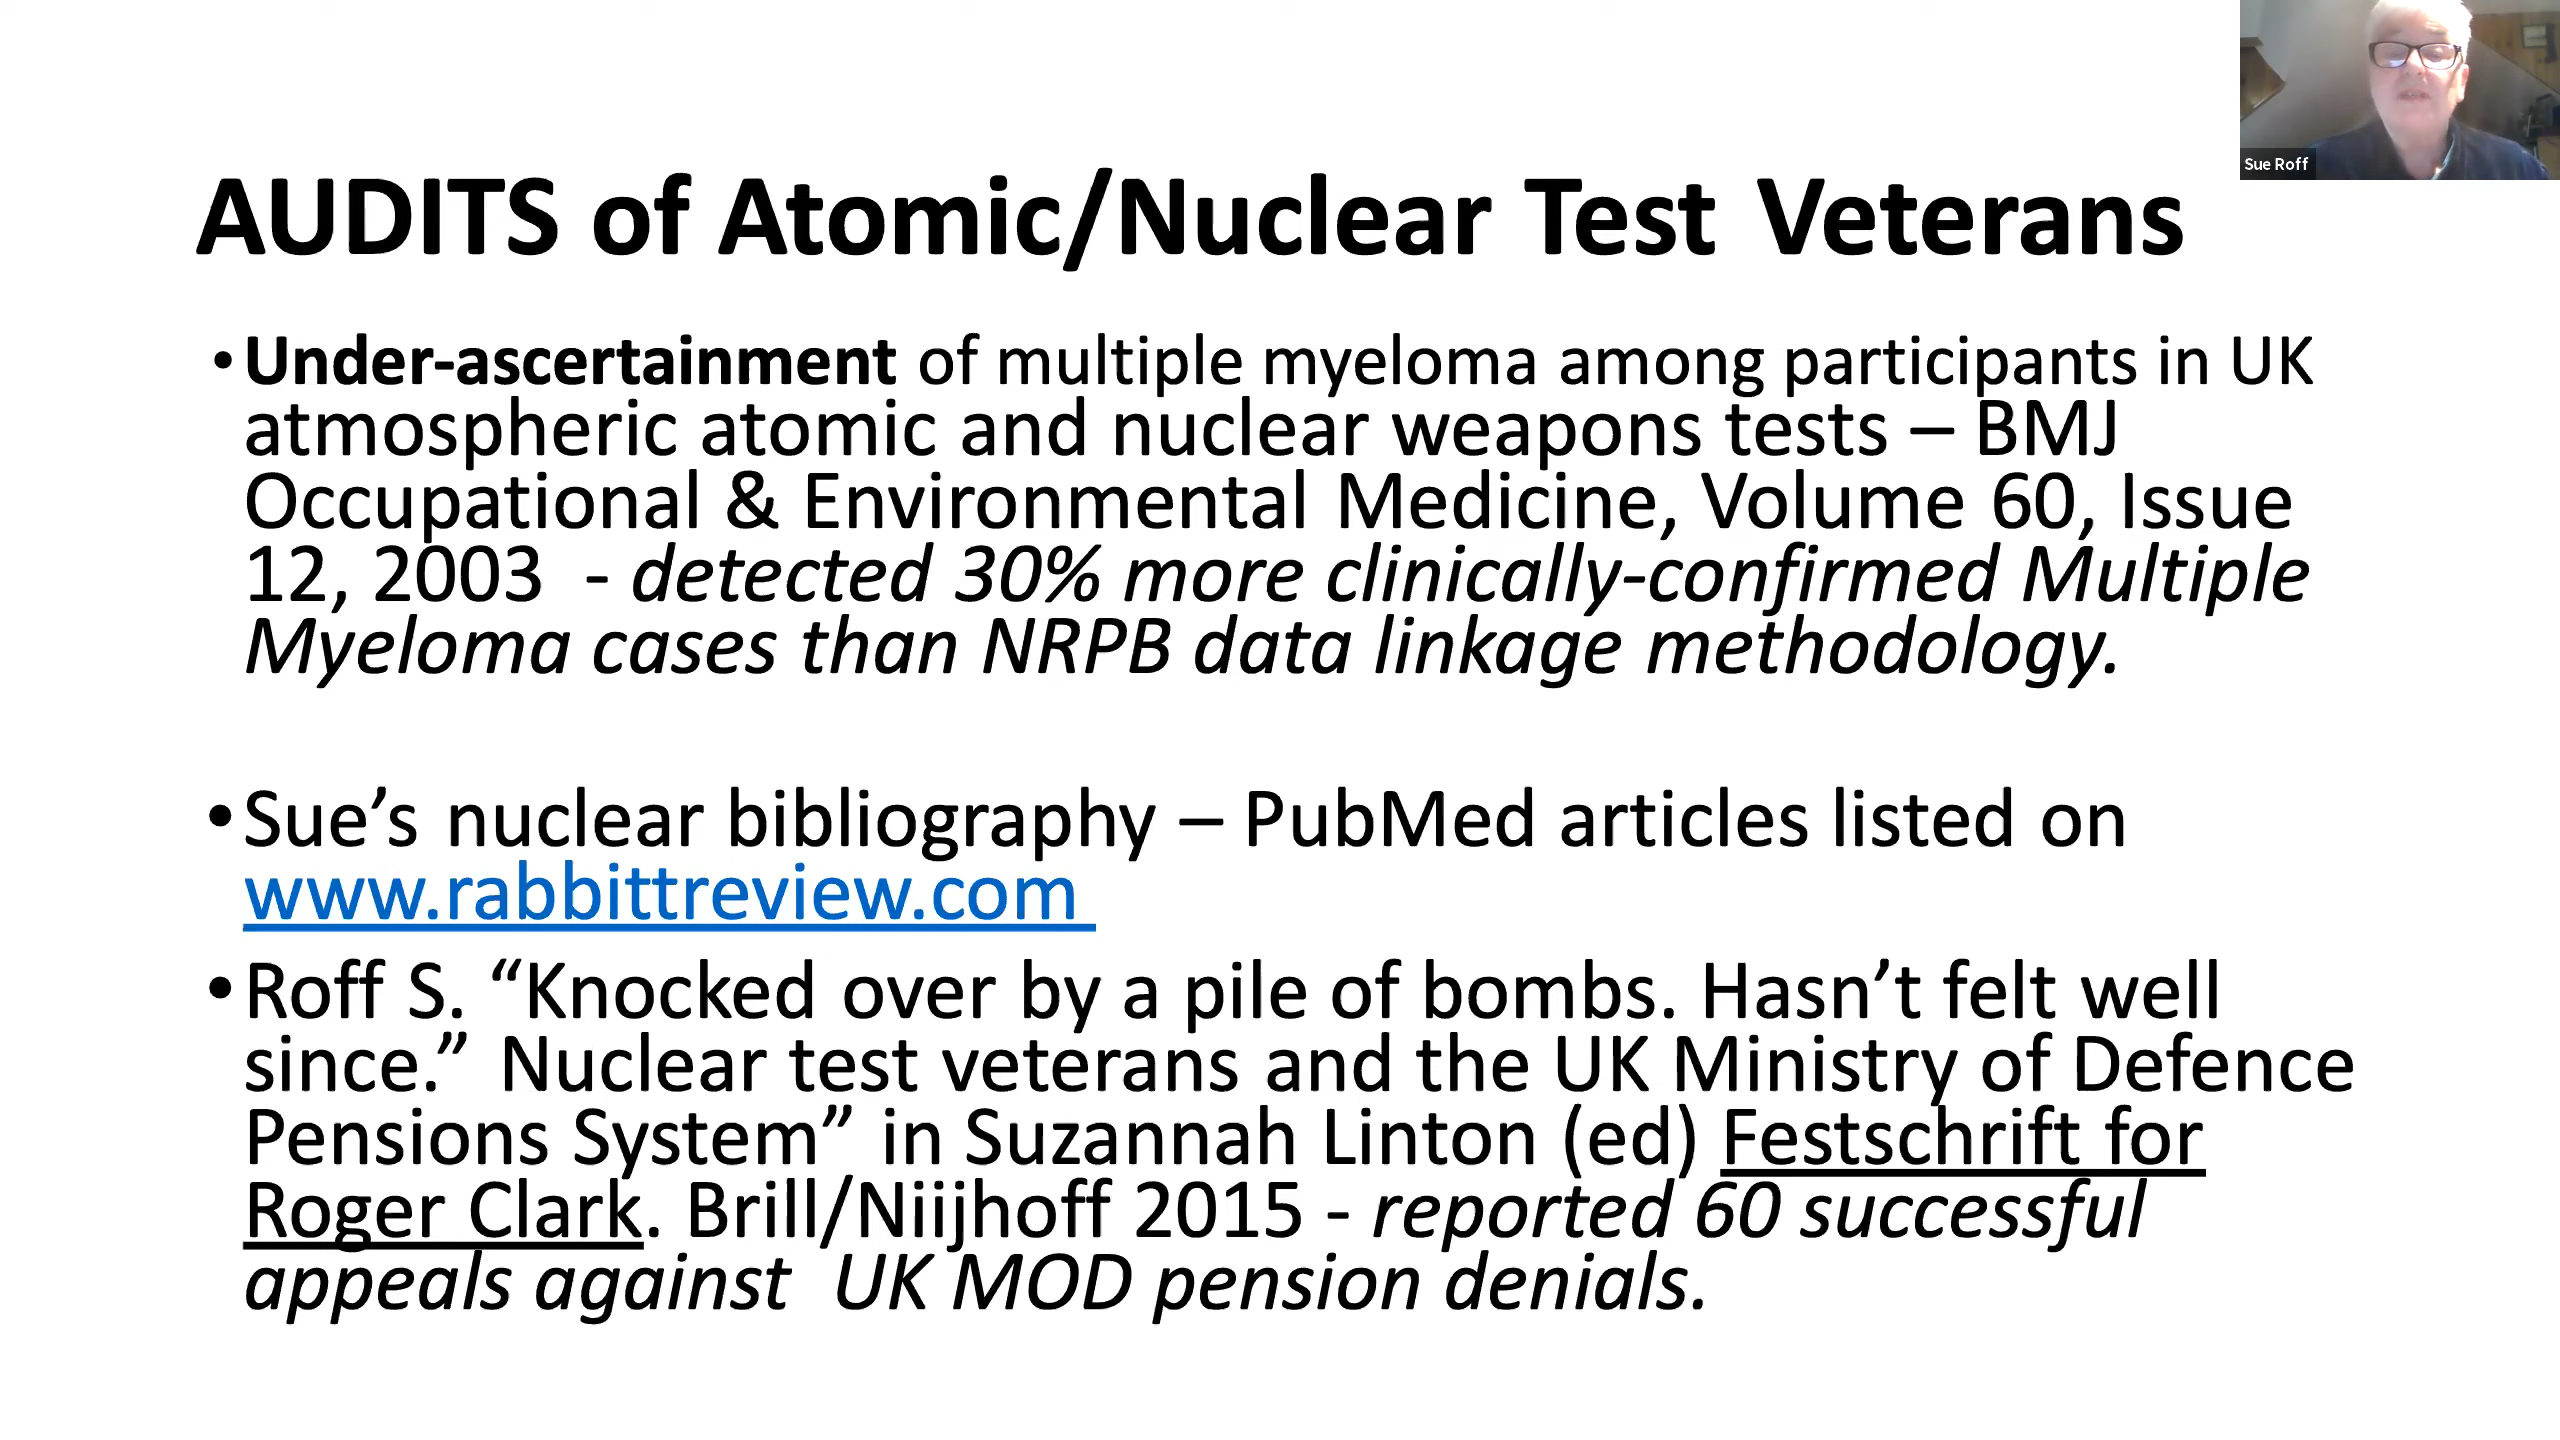 Sue Roff
AUDITS of Atomic/Nuclear Test Veterans
•Under-ascertainment of multiple myeloma among participants in UK
atmospheric atomic and nuclear weapons tests – BMJ
Occupational & Environmental Medicine, Volume 60, Issue
12, 2003  - detected 30% more clinically-confirmed Multiple
Myeloma cases than NRPB data linkage methodology.
•Sue’s nuclear bibliography – PubMed articles listed on
www.rabbittreview.com
•Roff S. “Knocked over by a pile of bombs. Hasn’t felt well
since.”  Nuclear test veterans and the UK Ministry of Defence
Pensions System” in Suzannah Linton (ed) Festschrift for
Roger Clark. Brill/Niijhoff 2015 - reported 60 successful
appeals against  UK MOD pension denials.